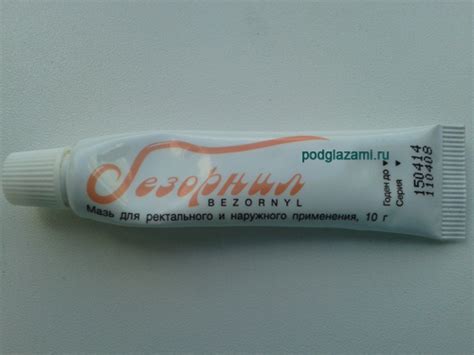 Безорнил
BEZORNYL
Мазь для ректального и наружного применения, 10 г
podglazami.ru
Годен до
Серия
150414
110408